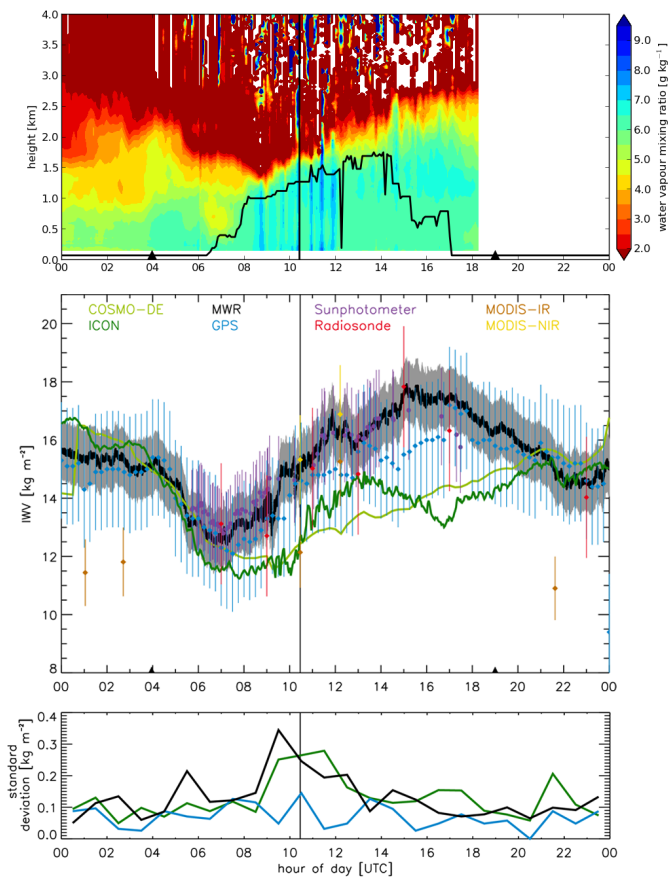 4.0
3.5
3.0
2.5
2.0
1.5
1.0
0.5
0.0
height [km]
00 02 04 06 08 10 12 14 16 18 20 22 00
9.0
8.0
7.0
6.0
5.0
4.0
3.0
2.0
water vapour mixing ratio [g kg⁻¹]
COSMO−DE MWR Sunphotometer MODIS−IR
ICON GPS Radiosonde MODIS−NIR
20
18
16
14
12
10
8
IWV [kg m⁻²]
00 02 04 06 08 10 12 14 16 18 20 22 00
0.4
0.3
0.2
0.1
0.0
standard
deviation [kg m⁻²]
00 02 04 06 08 10 12 14 16 18 20 22 00
hour of day [UTC]